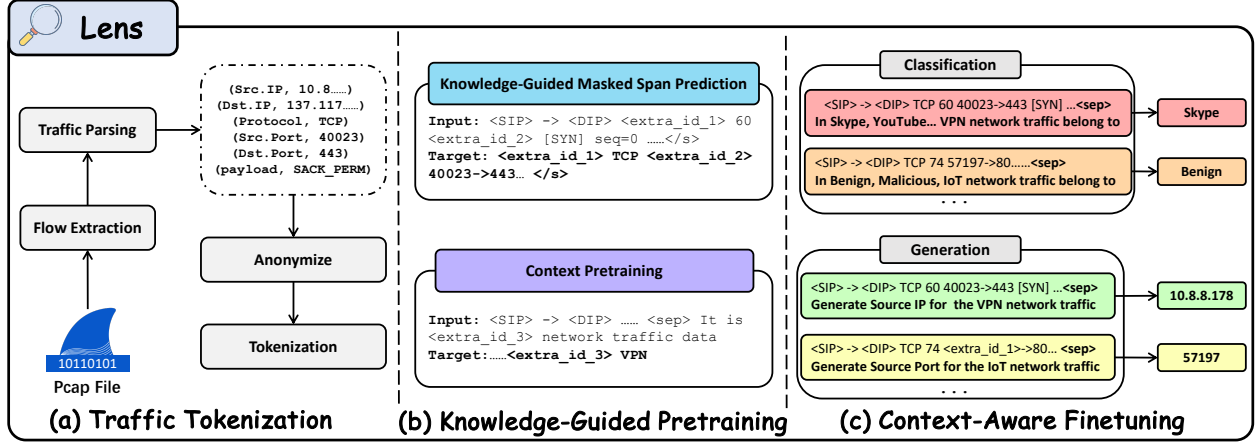 Lens
(Src.IP, 10.8……)
(Dst.IP, 137.117……)
(Protocol, TCP)
(Src.Port, 40023)
(Dst.Port, 443)
(payload, SACK_PERM)
Traffic Parsing
Flow Extraction
Anonymize
Tokenization
10110101
Pcap File
(a) Traffic Tokenization
Knowledge-Guided Masked Span Prediction
Input: <SIP> -> <DIP> <extra_id_1> 60
<extra_id_2> [SYN] seq=0 ……</s>
Target: <extra_id_1> TCP <extra_id_2>
40023->443… </s>
Context Pretraining
Input: <SIP> -> <DIP> …… <sep> It is
<extra_id_3> network traffic data
Target:……<extra_id_3> VPN
(b) Knowledge-Guided Pretraining
Classification
<SIP> -> <DIP> TCP 60 40023->443 [SYN] …<sep>
In Skype, YouTube… VPN network traffic belong to
Skype
<SIP> -> <DIP> TCP 74 57197->80……<sep>
In Benign, Malicious, IoT network traffic belong to
Benign
. . .
Generation
<SIP> -> <DIP> TCP 60 40023->443 [SYN] …<sep>
Generate Source IP for the VPN network traffic
10.8.8.178
<SIP> -> <DIP> TCP 74 <extra_id_1>->80… <sep>
Generate Source Port for the IoT network traffic
57197
. . .
(c) Context-Aware Finetuning